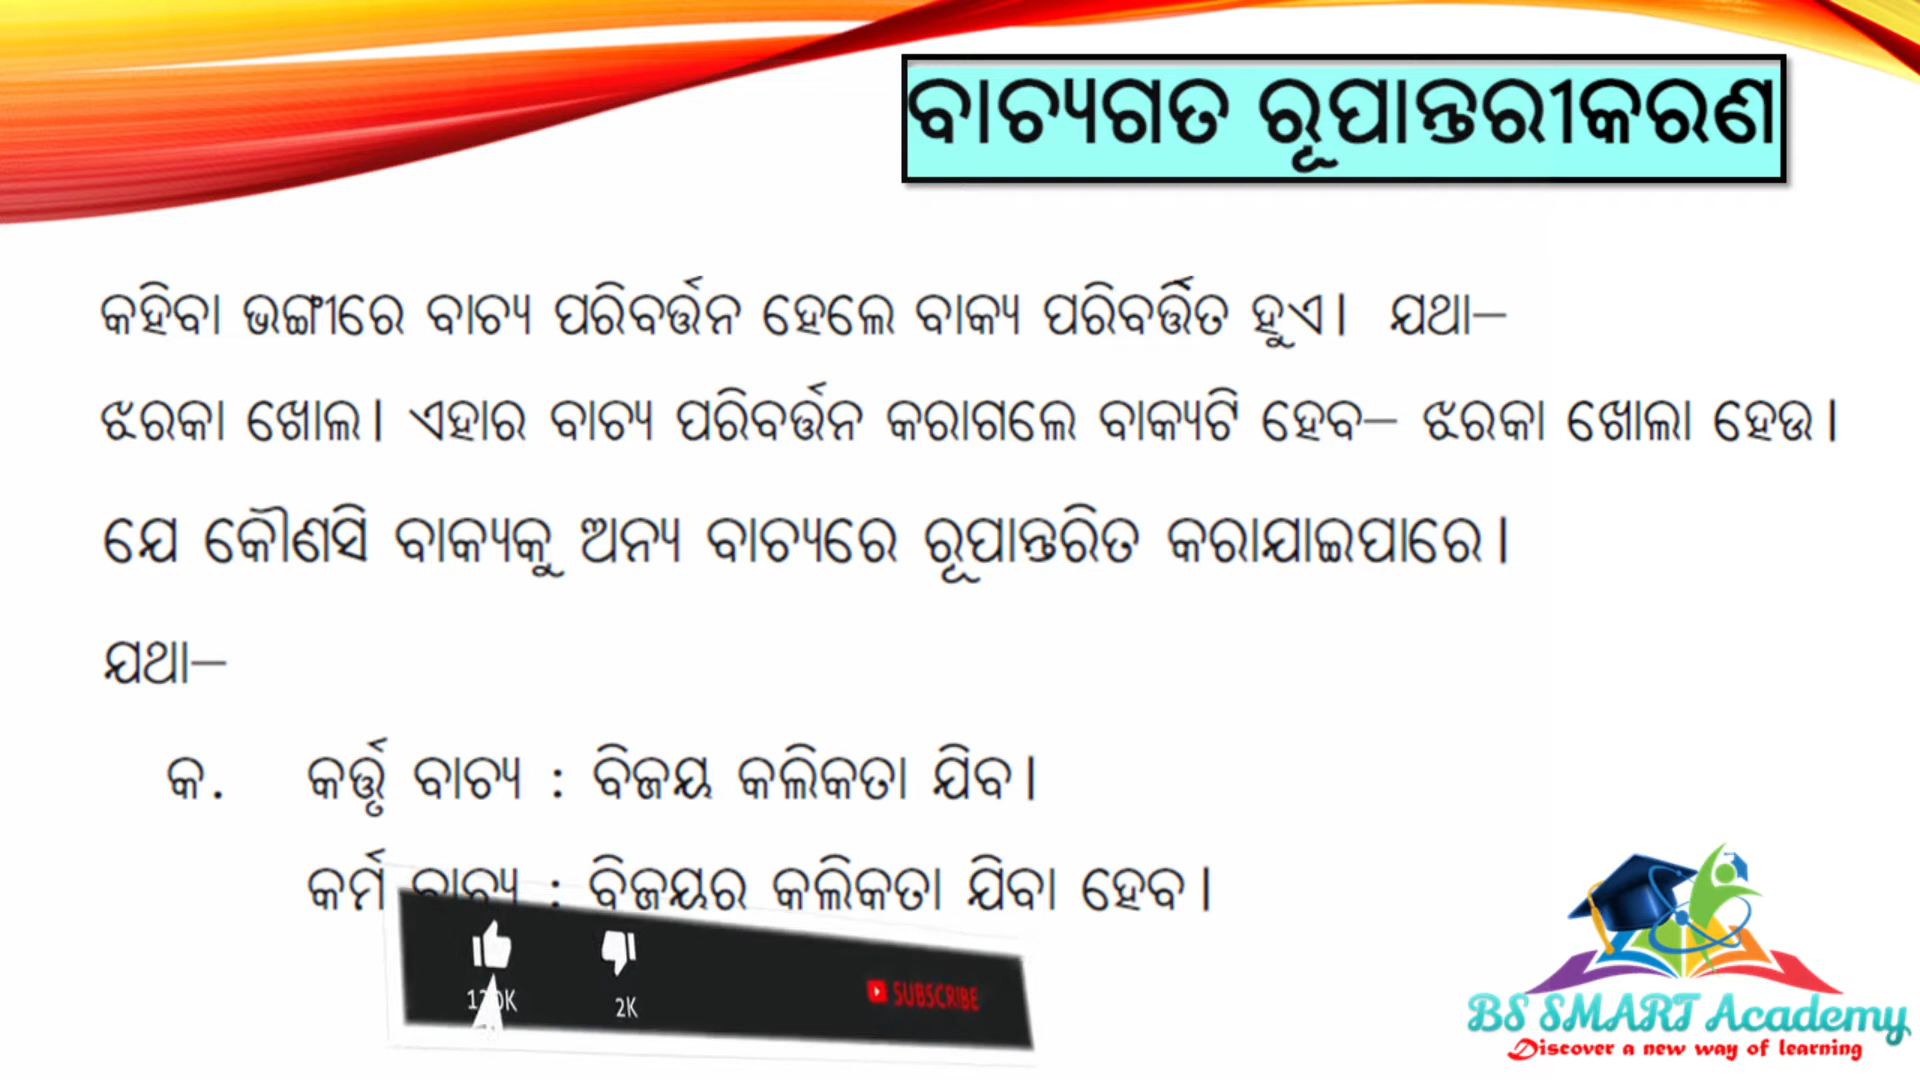 ବାଚ୍ୟଗତ ରୂପାନ୍ତରୀକରଣ
କହିବା ଭଙ୍ଗୀରେ ବାଚ୍ୟ ପରିବର୍ତ୍ତନ ହେଲେ ବାକ୍ୟ ପରିବର୍ତ୍ତିତ ହୁଏ। ଯଥା–
ଝରକା ଖୋଲ। ଏହାର ବାଚ୍ୟ ପରିବର୍ତ୍ତନ କରାଗଲେ ବାକ୍ୟଟି ହେବ– ଝରକା ଖୋଲା ହେଉ।
ଯେ କୌଣସି ବାକ୍ୟକୁ ଅନ୍ୟ ବାଚ୍ୟରେ ରୂପାନ୍ତରିତ କରାଯାଇପାରେ।
ଯଥା–
କ. କର୍ତ୍ତୃ ବାଚ୍ୟ : ବିଜୟ କଲିକତା ଯିବ।
କର୍ମ ବାଚ୍ୟ : ବିଜୟର କଲିକତା ଯିବା ହେବ।
2K SUBSCRIBE
BS SMART Academy
Discover a new way of learning